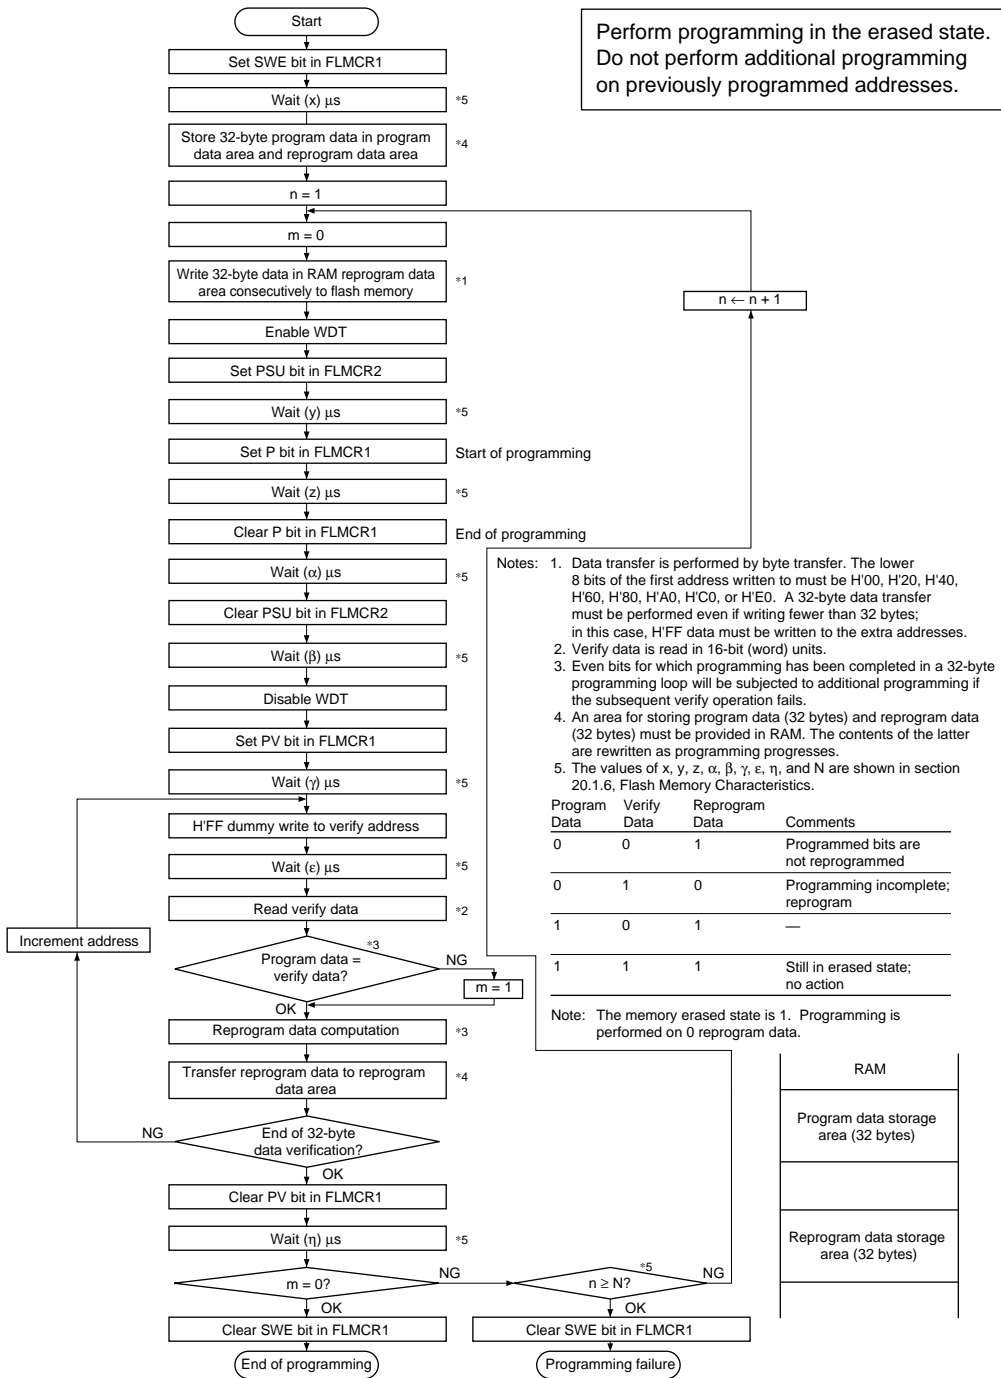 Start
Perform programming in the erased state.
Do not perform additional programming
on previously programmed addresses.
Set SWE bit in FLMCR1
Wait (x) μs
*5
Store 32-byte program data in program
data area and reprogram data area
*4
n = 1
m = 0
Write 32-byte data in RAM reprogram data
area consecutively to flash memory
*1
n ← n + 1
Enable WDT
Set PSU bit in FLMCR2
Wait (y) μs
*5
Set P bit in FLMCR1
Start of programming
Wait (z) μs
*5
Clear P bit in FLMCR1
End of programming
Wait (α) μs
*5
Clear PSU bit in FLMCR2
Wait (β) μs
*5
Disable WDT
Set PV bit in FLMCR1
Wait (γ) μs
*5
H'FF dummy write to verify address
Wait (ε) μs
*5
Read verify data
*2
Increment address
*3
Program data =
verify data?
NG
m = 1
OK
Reprogram data computation
*3
Transfer reprogram data to reprogram
data area
*4
NG
End of 32-byte
data verification?
OK
Clear PV bit in FLMCR1
Wait (η) μs
*5
m = 0?
NG
*5
n ≥ N?
NG
OK
OK
Clear SWE bit in FLMCR1
Clear SWE bit in FLMCR1
End of programming
Programming failure
Notes: 1. Data transfer is performed by byte transfer. The lower
8 bits of the first address written to must be H'00, H'20, H'40,
H'60, H'80, H'A0, H'C0, or H'E0. A 32-byte data transfer
must be performed even if writing fewer than 32 bytes;
in this case, H'FF data must be written to the extra addresses.
2. Verify data is read in 16-bit (word) units.
3. Even bits for which programming has been completed in a 32-byte
programming loop will be subjected to additional programming if
the subsequent verify operation fails.
4. An area for storing program data (32 bytes) and reprogram data
(32 bytes) must be provided in RAM. The contents of the latter
are rewritten as programming progresses.
5. The values of x, y, z, α, β, γ, ε, η, and N are shown in section
20.1.6, Flash Memory Characteristics.
Program Verify Reprogram
Data Data Data Comments
0 0 1 Programmed bits are
not reprogrammed
0 1 0 Programming incomplete;
reprogram
1 0 1 —
1 1 1 Still in erased state;
no action
Note: The memory erased state is 1. Programming is
performed on 0 reprogram data.
RAM
Program data storage
area (32 bytes)
Reprogram data storage
area (32 bytes)